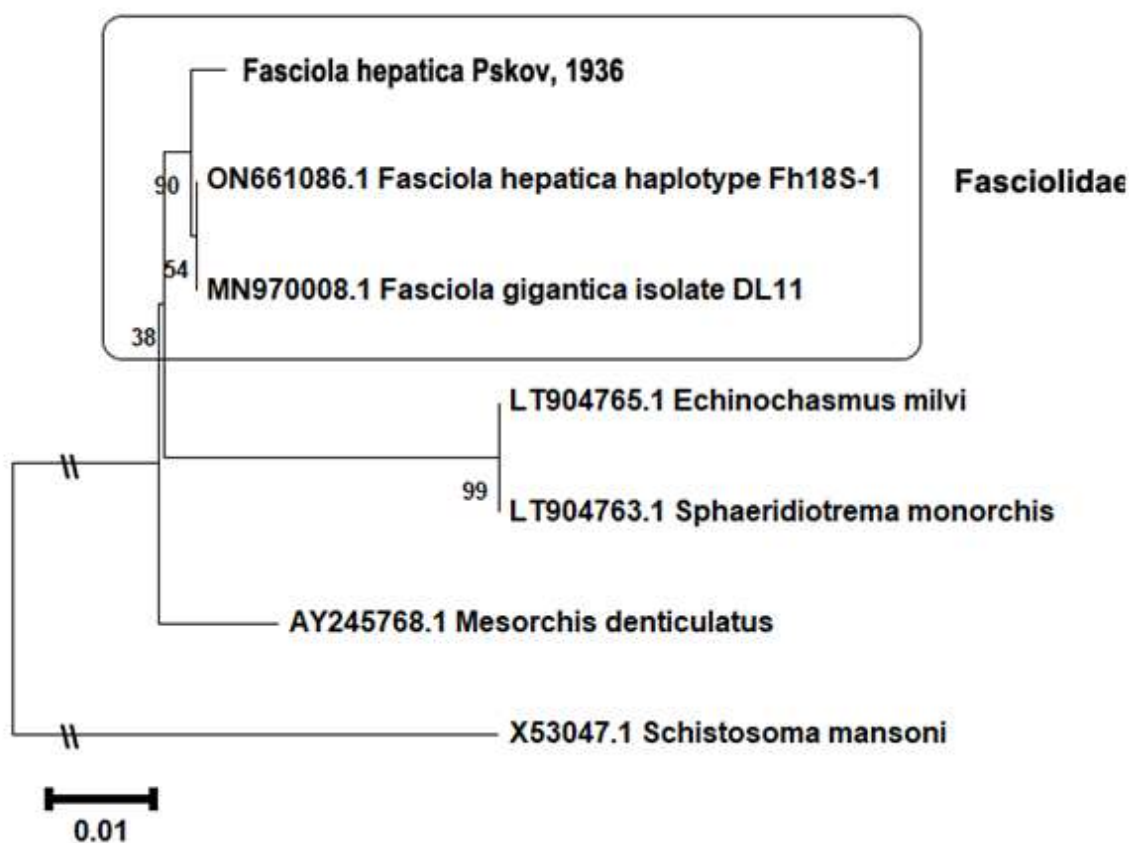 Fasciola hepatica Pskov, 1936
90
ON661086.1 Fasciola hepatica haplotype Fh18S-1
Fasciolidae
54
MN970008.1 Fasciola gigantica isolate DL11
38
LT904765.1 Echinochasmus milvi
99
LT904763.1 Sphaeridiotrema monorchis
AY245768.1 Mesorchis denticulatus
X53047.1 Schistosoma mansoni
0.01